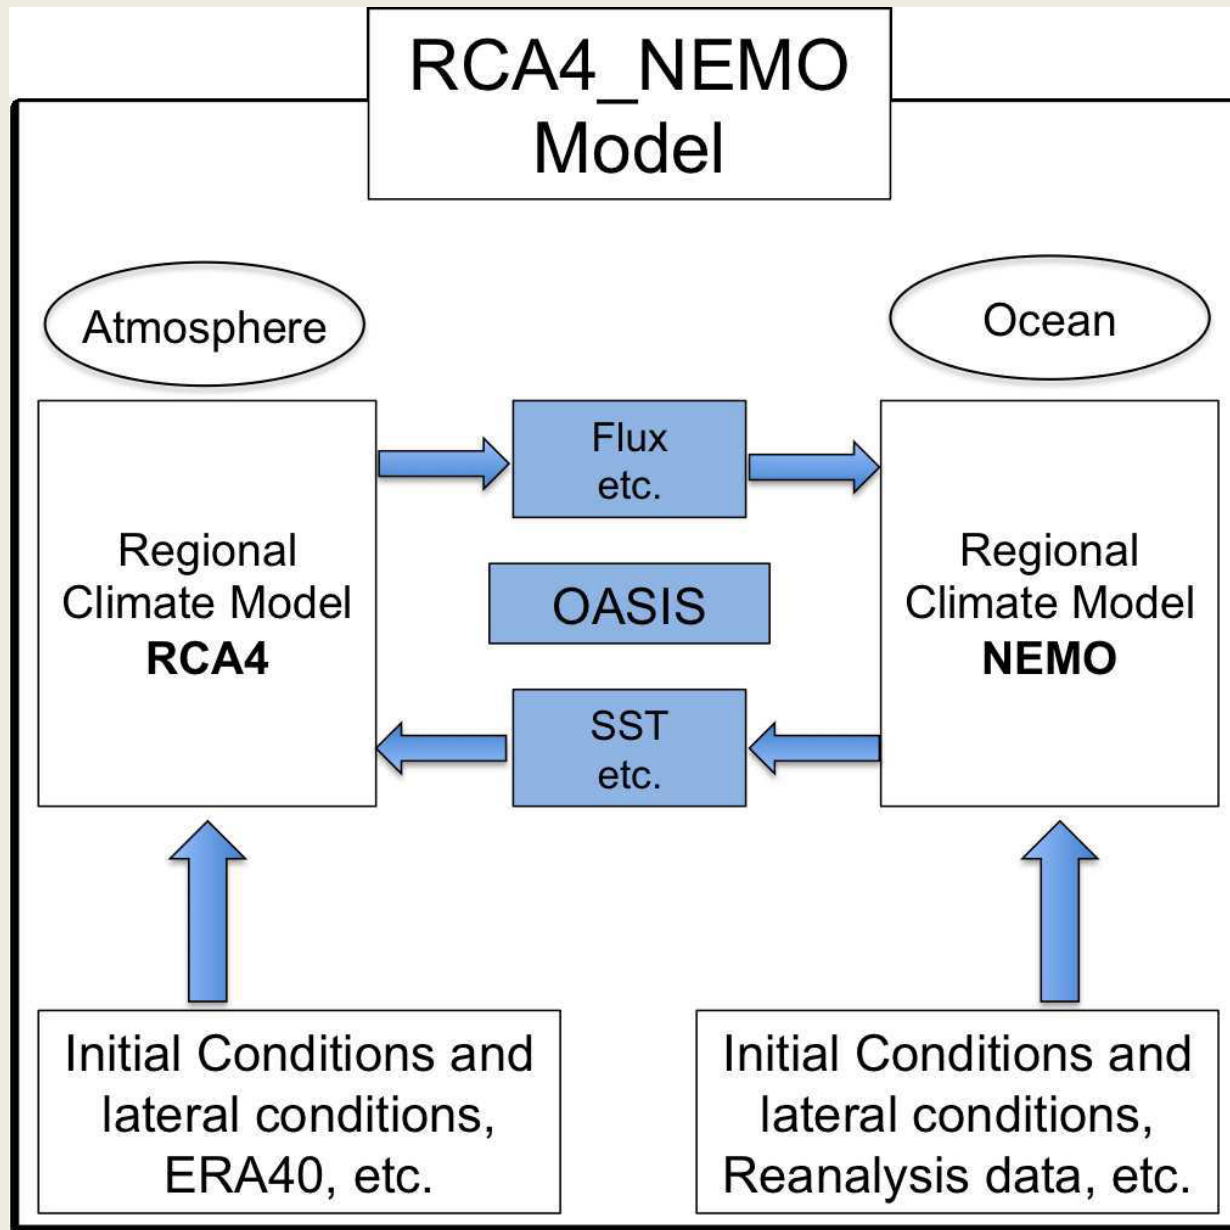 RCA4_NEMO
Model
Atmosphere
Ocean
Regional
Climate Model
RCA4
Flux
etc.
OASIS
SST
etc.
Regional
Climate Model
NEMO
Initial Conditions and
lateral conditions,
ERA40, etc.
Initial Conditions and
lateral conditions,
Reanalysis data, etc.